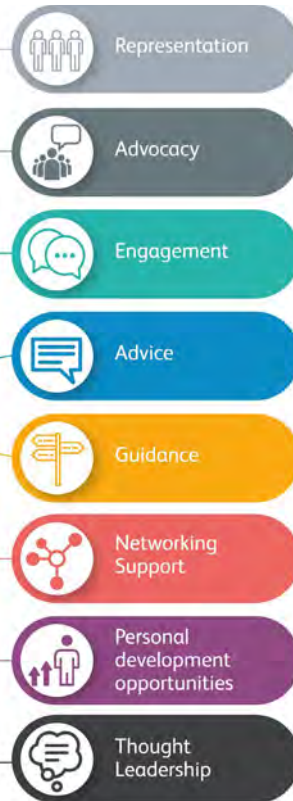 Representation
Advocacy
Engagement
Advice
Guidance
Networking
Support
Personal
development
opportunities
Thought
Leadership